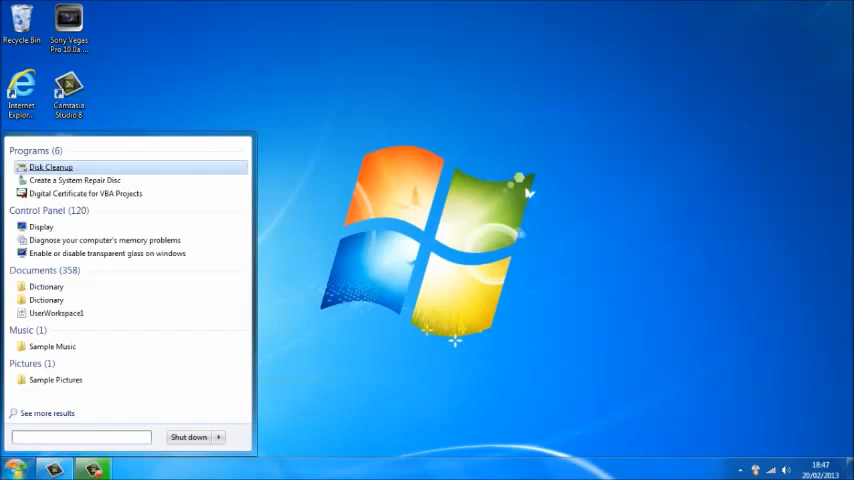 Recycle Bin
Sony Vegas
Pro 10.0a ...
Internet
Explor...
Camtasia
Studio 8
Programs (6)
Disk Cleanup
Create a System Repair Disc
Digital Certificate for VBA Projects
Control Panel (120)
Display
Diagnose your computer's memory problems
Enable or disable transparent glass on windows
Documents (358)
Dictionary
Dictionary
UserWorkspace1
Music (1)
Sample Music
Pictures (1)
Sample Pictures
See more results
Shut down
18:47
20/02/2013